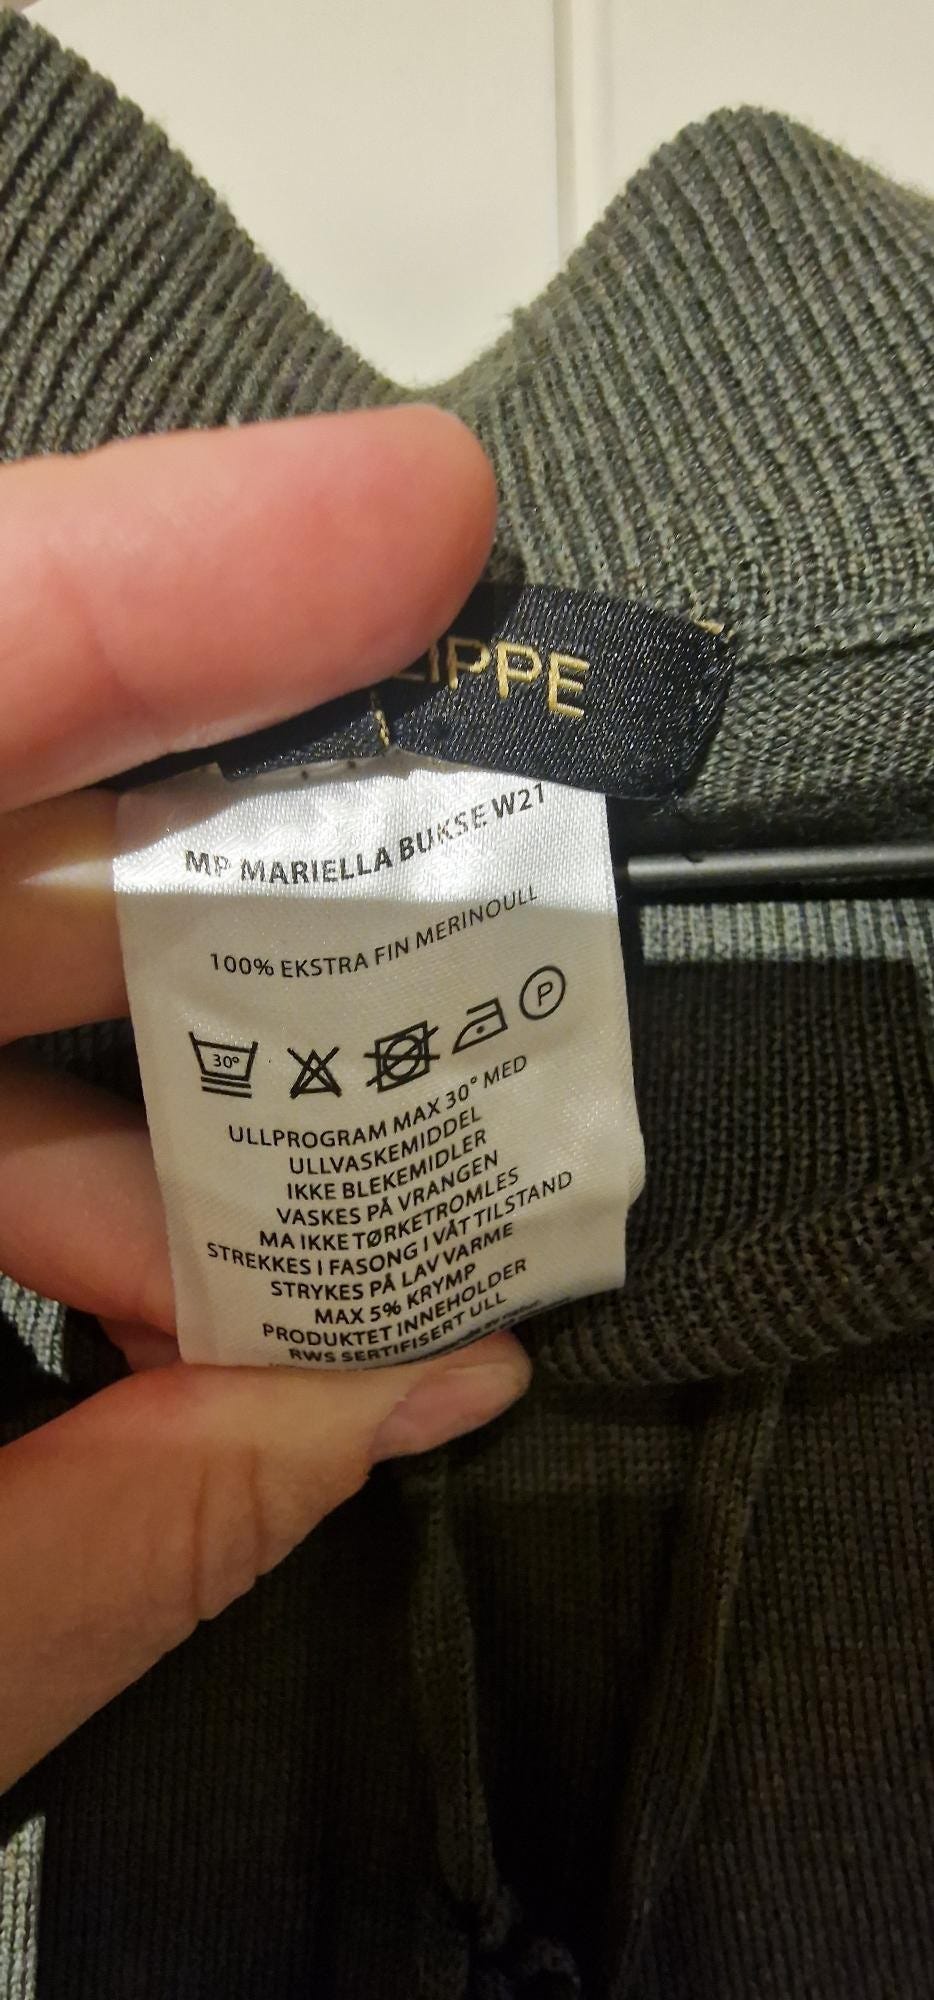 IPPE
MP MARIELLA BUKSE W21
100% EKSTRA FIN MERINOULL
30°
P
ULLPROGRAM MAX 30° MED
ULLVASKEMIDDEL
IKKE BLEKEMIDLER
VASKES PÅ VRANGEN
MA IKKE TØRKETROMLES
STREKKES I FASONG I VÅT TILSTAND
STRYKES PÅ LAV VARME
MAX 5% KRYMP
PRODUKTET INNEHOLDER
RWS SERTIFISERT ULL